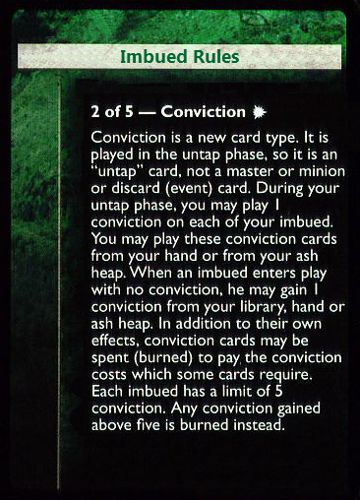 Imbued Rules
2 of 5 — Conviction
Conviction is a new card type. It is
played in the untap phase, so it is an
“untap” card, not a master or minion
or discard (event) card. During your
untap phase, you may play 1
conviction on each of your imbued.
You may play these conviction cards
from your hand or from your ash
heap. When an imbued enters play
with no conviction, he may gain 1
conviction from your library, hand or
ash heap. In addition to their own
effects, conviction cards may be
spent (burned) to pay the conviction
costs which some cards require.
Each imbued has a limit of 5
conviction. Any conviction gained
above five is burned instead.